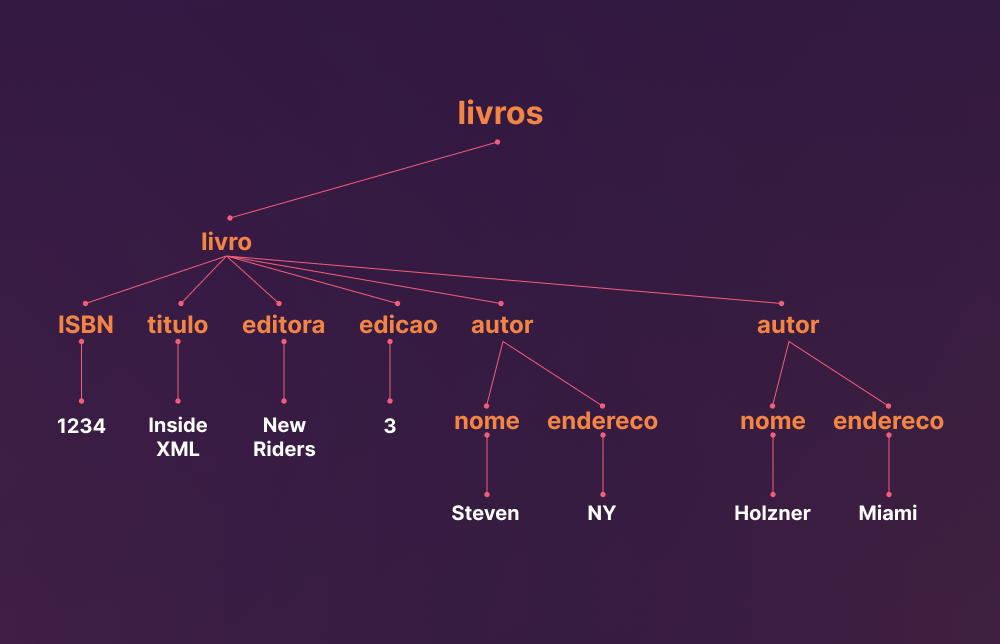 livros
livro
ISBN
titulo
editora
edicao
autor
autor
1234
Inside
XML
New
Riders
3
nome
endereco
nome
endereco
Steven
NY
Holzner
Miami